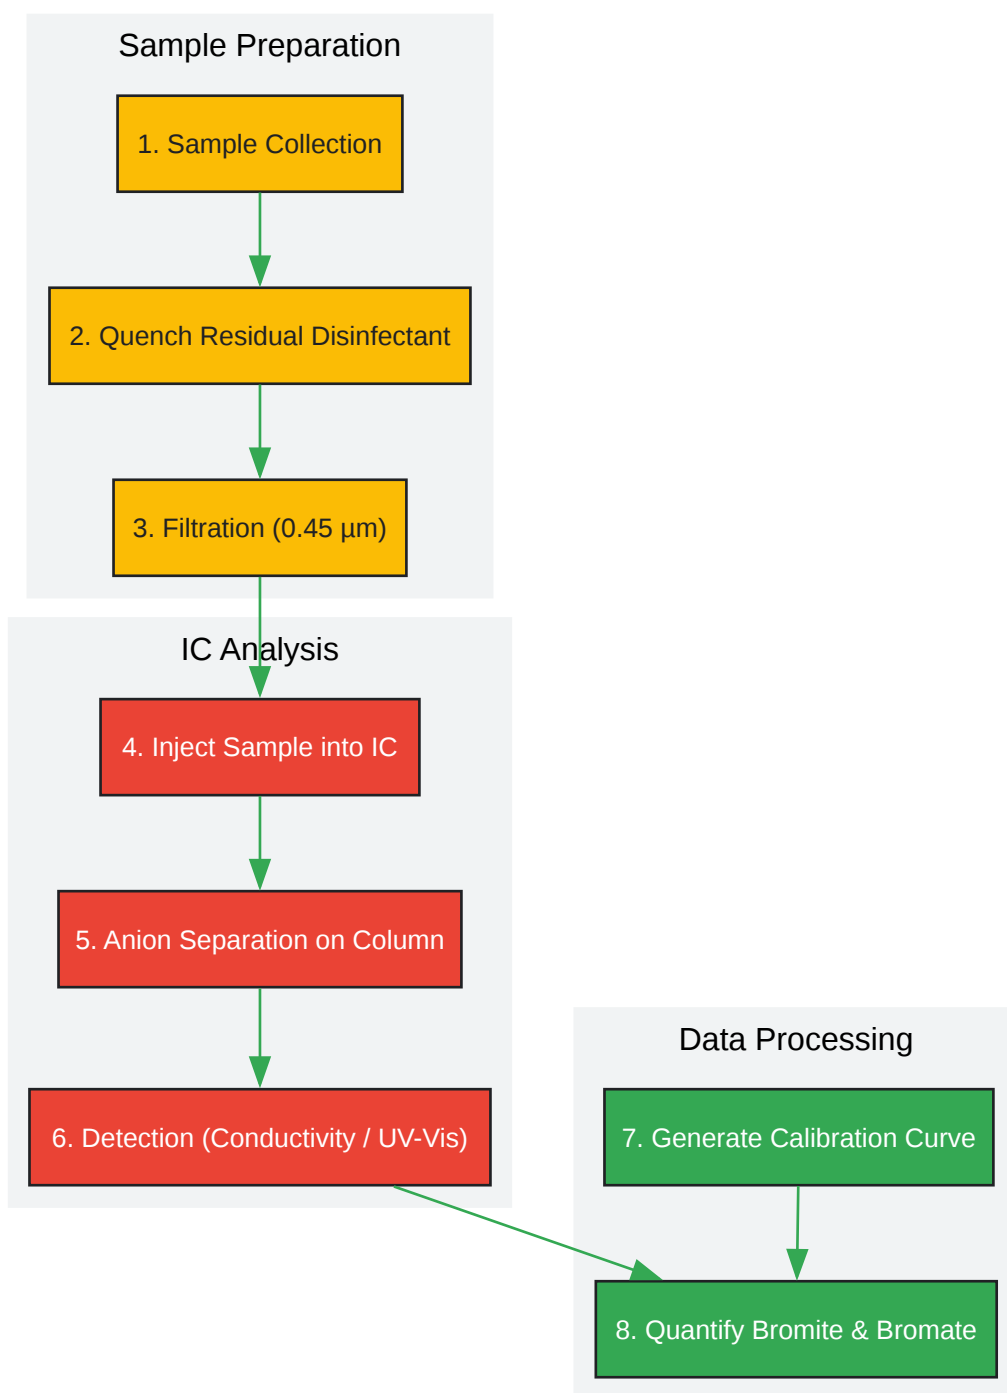 Sample Preparation
1. Sample Collection
2. Quench Residual Disinfectant
3. Filtration (0.45 µm)
IC Analysis
4. Inject Sample into IC
5. Anion Separation on Column
6. Detection (Conductivity / UV-Vis)
Data Processing
7. Generate Calibration Curve
8. Quantify Bromite & Bromate